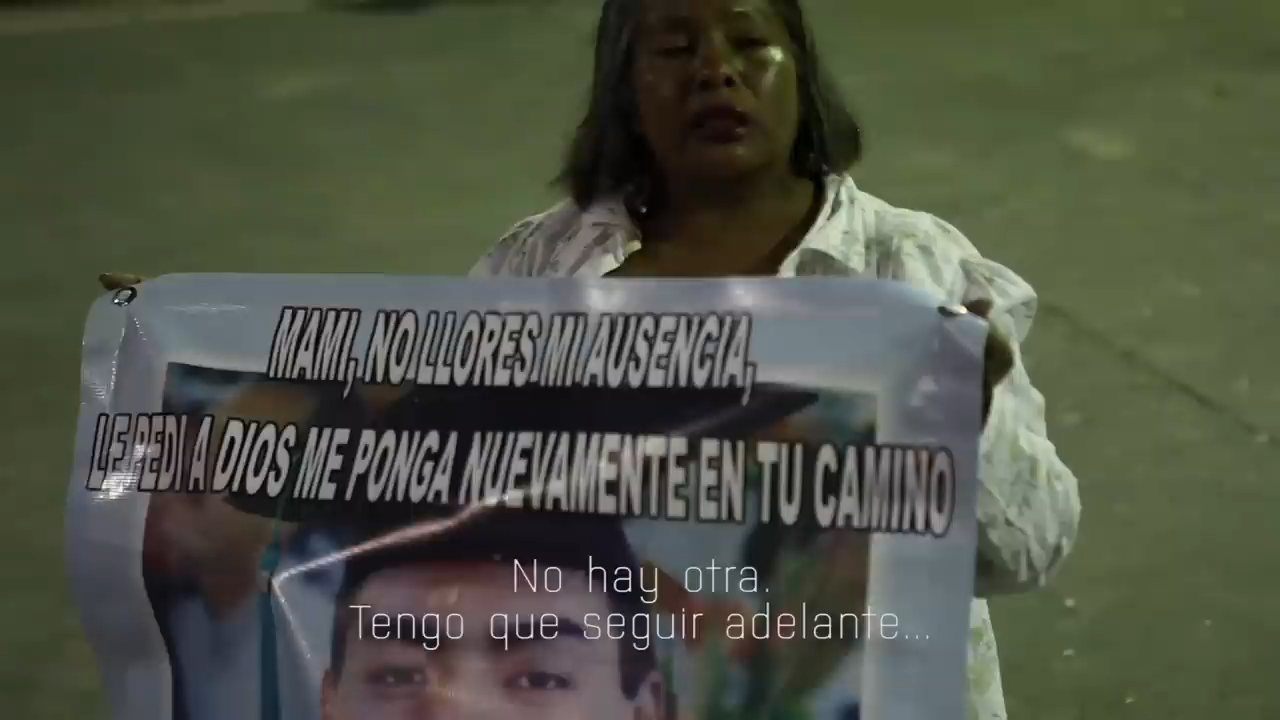 MAMI, NO LLORES MI AUSENCIA,
LE PEDI A DIOS ME PONGA NUEVAMENTE EN TU CAMINO
No hay otra.
Tengo que seguir adelante...